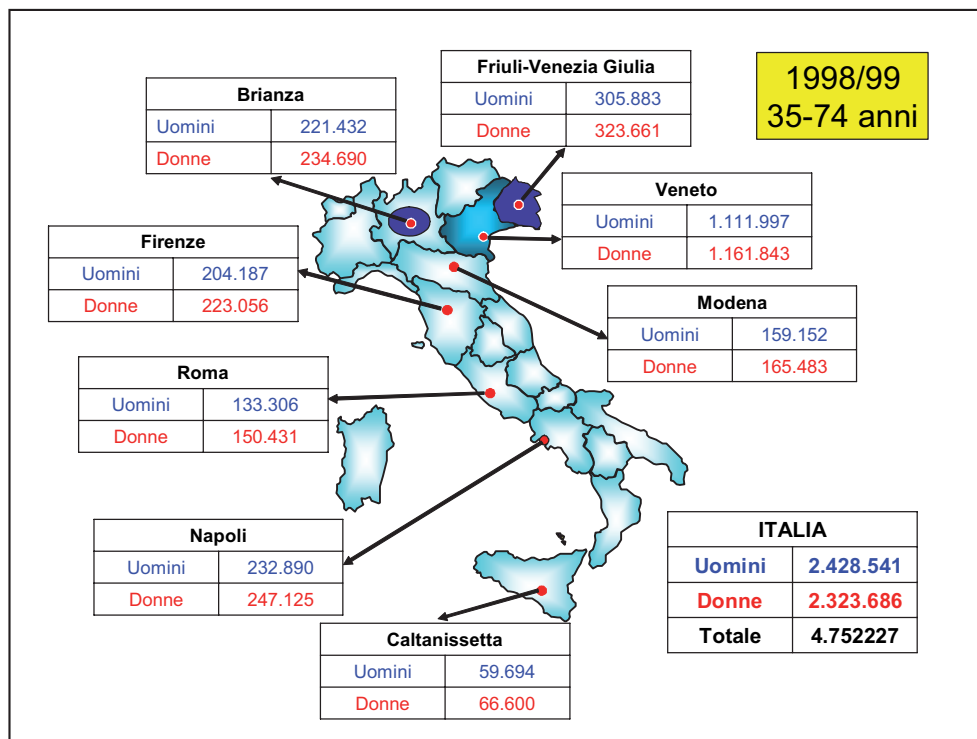 1998/99
35-74 anni
Friuli-Venezia Giulia
Uomini 305.883
Donne 323.661
Brianza
Uomini 221.432
Donne 234.690
Veneto
Uomini 1.111.997
Donne 1.161.843
Firenze
Uomini 204.187
Donne 223.056
Modena
Uomini 159.152
Donne 165.483
Roma
Uomini 133.306
Donne 150.431
Napoli
Uomini 232.890
Donne 247.125
ITALIA
Uomini 2.428.541
Donne 2.323.686
Totale 4.752227
Caltanissetta
Uomini 59.694
Donne 66.600